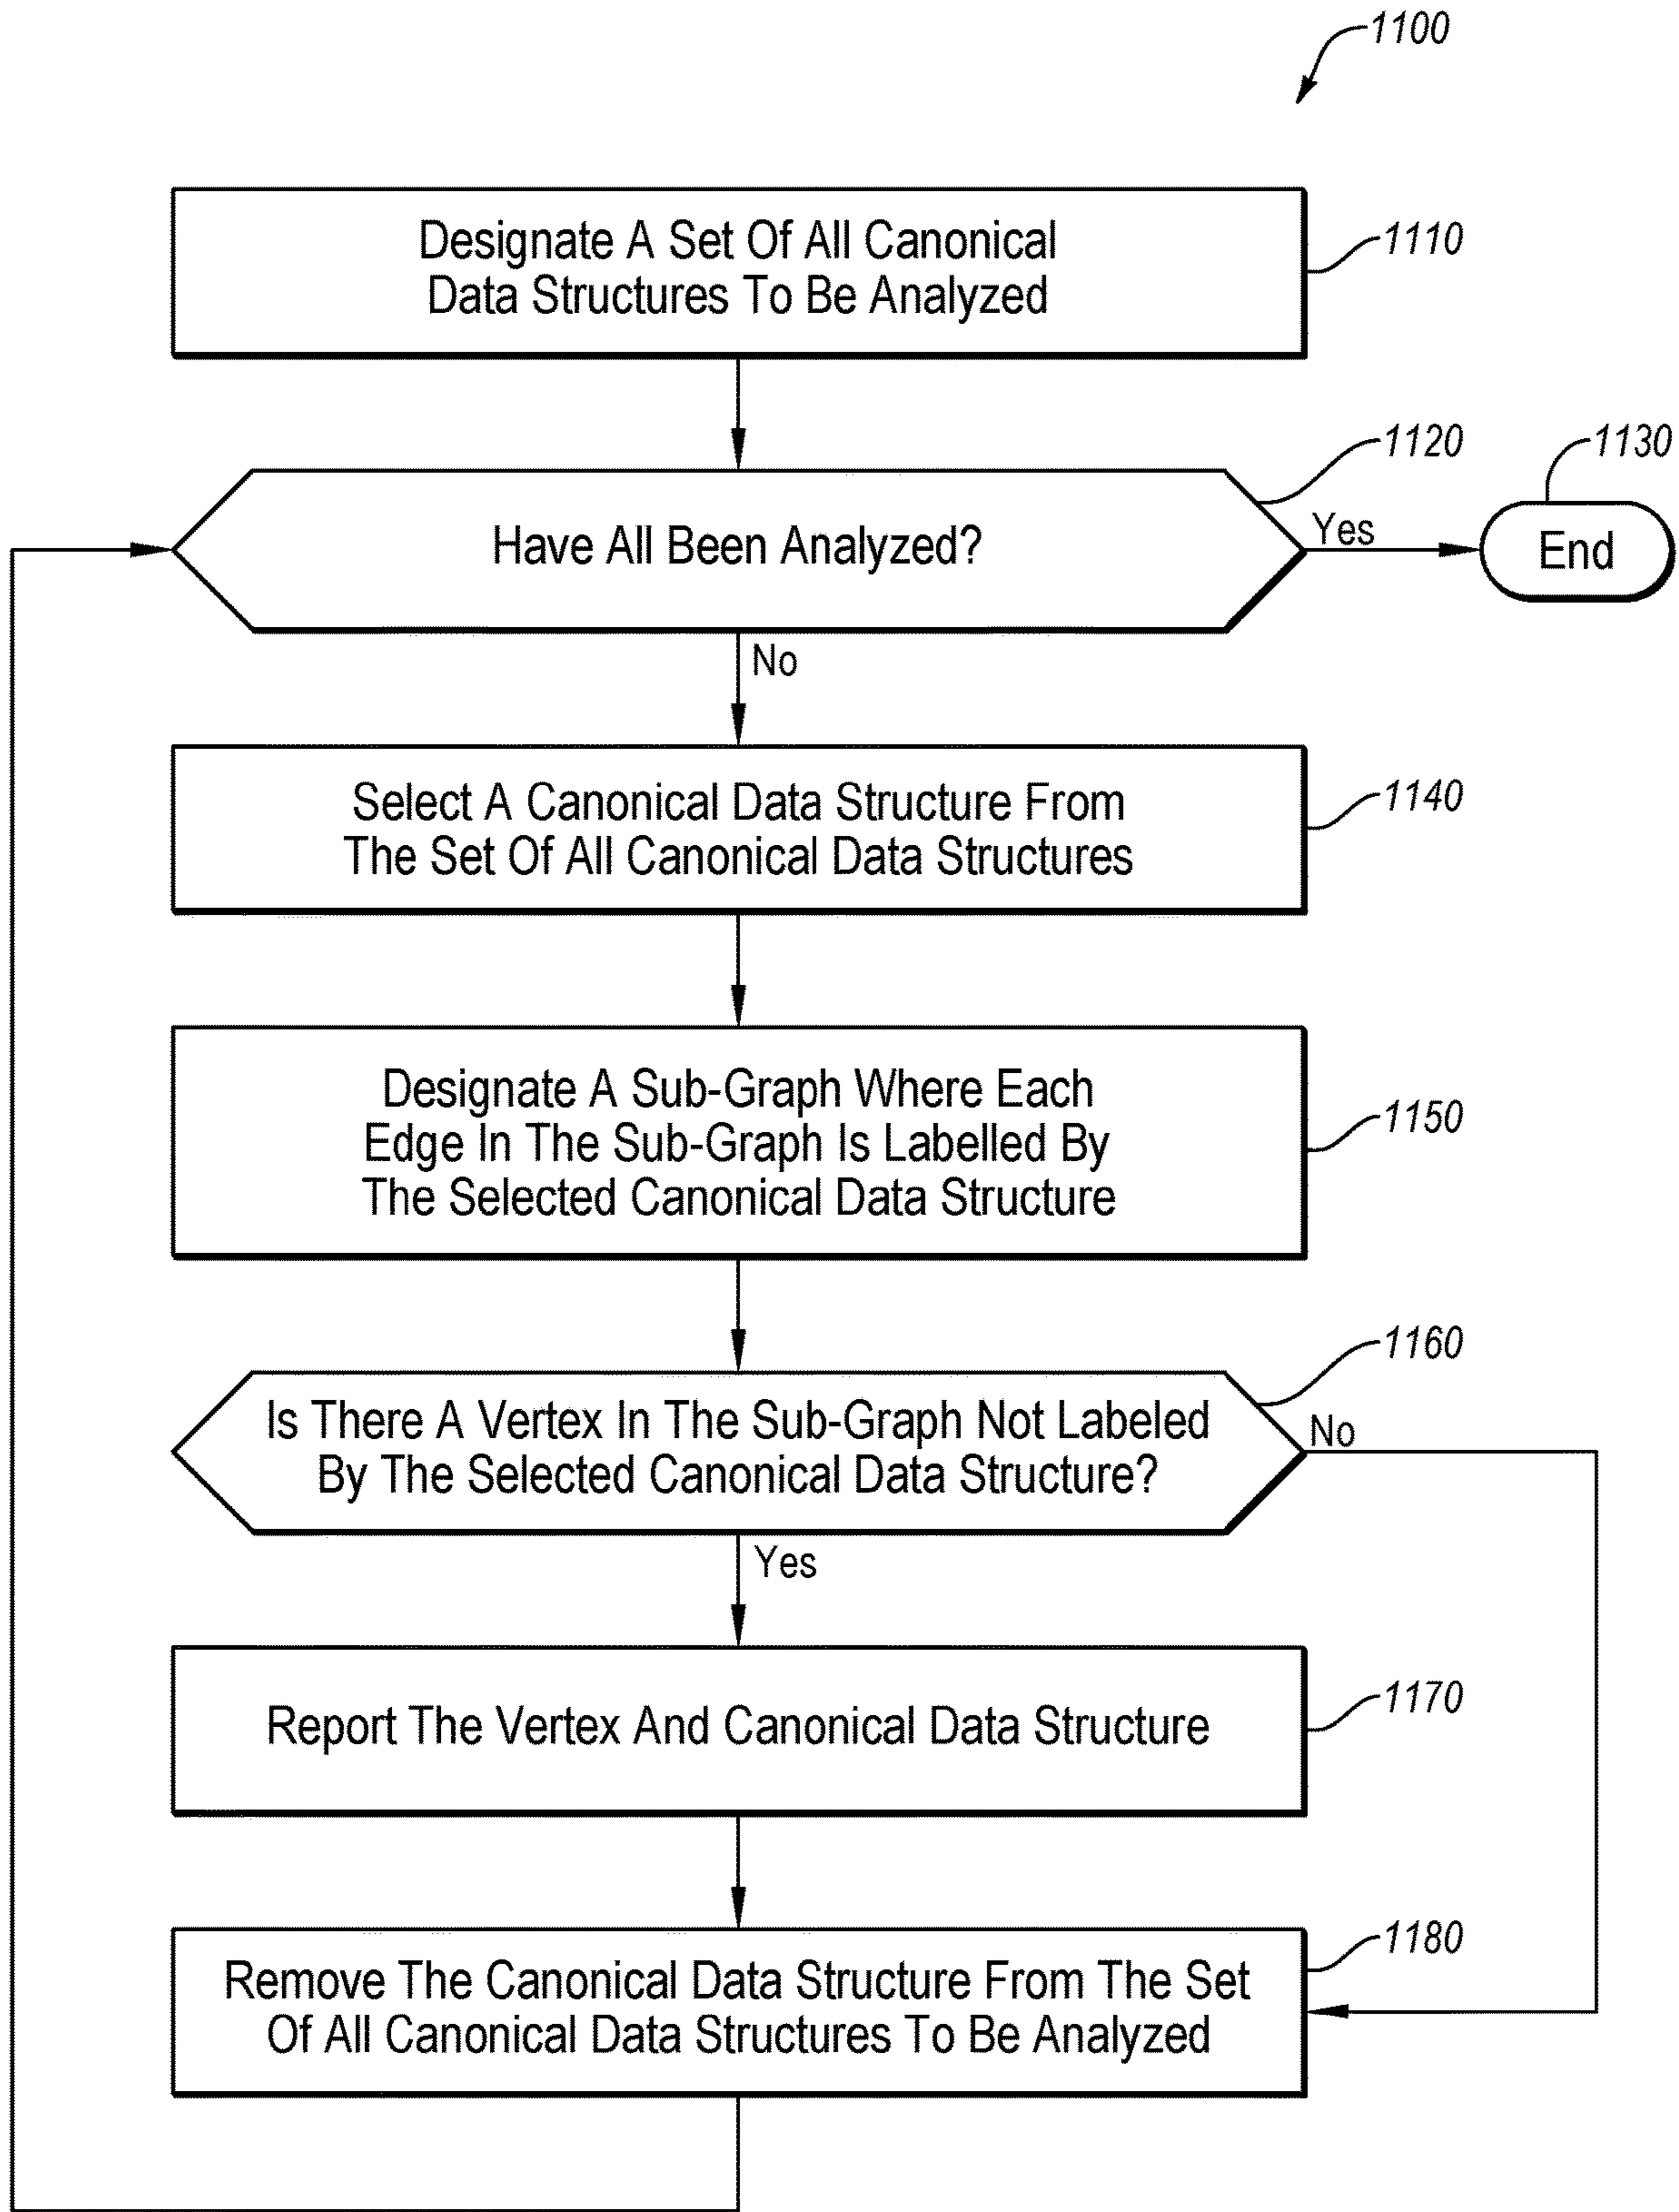 1100
Designate A Set Of All Canonical
Data Structures To Be Analyzed
1110
1120
1130
Have All Been Analyzed?
Yes
End
No
Select A Canonical Data Structure From
The Set Of All Canonical Data Structures
1140
Designate A Sub-Graph Where Each
Edge In The Sub-Graph Is Labelled By
The Selected Canonical Data Structure
1150
1160
Is There A Vertex In The Sub-Graph Not Labeled
By The Selected Canonical Data Structure?
No
Yes
Report The Vertex And Canonical Data Structure
1170
Remove The Canonical Data Structure From The Set
Of All Canonical Data Structures To Be Analyzed
1180